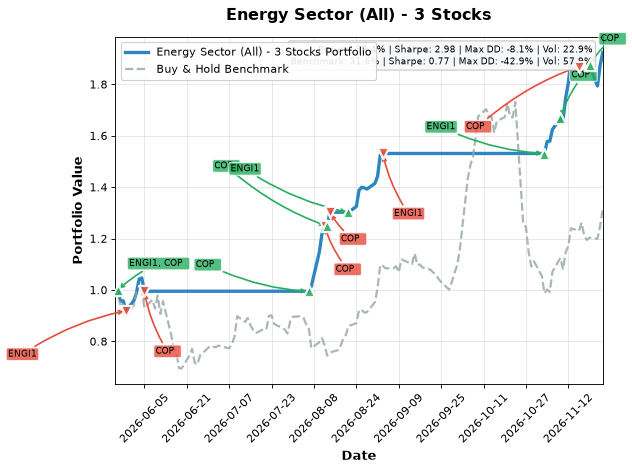 Energy Sector (All) - 3 Stocks
COP
Energy Sector (All) - 3 Stocks Portfolio
% | Sharpe: 2.98 | Max DD: -8.1% | Vol: 22.9%
Buy & Hold Benchmark
Benchmark: 31.6% | Sharpe: 0.77 | Max DD: -42.9% | Vol: 57.9%
COP
1.8
ENGI1
COP
1.6
COP
ENGI1
1.4
ENGI1
1.2
COP
ENGI1, COP
COP
COP
1.0
0.8
COP
ENGI1
Portfolio Value
2026-06-05
2026-06-21
2026-07-07
2026-07-23
2026-08-08
2026-08-24
2026-09-09
2026-09-25
2026-10-11
2026-10-27
2026-11-12
Date